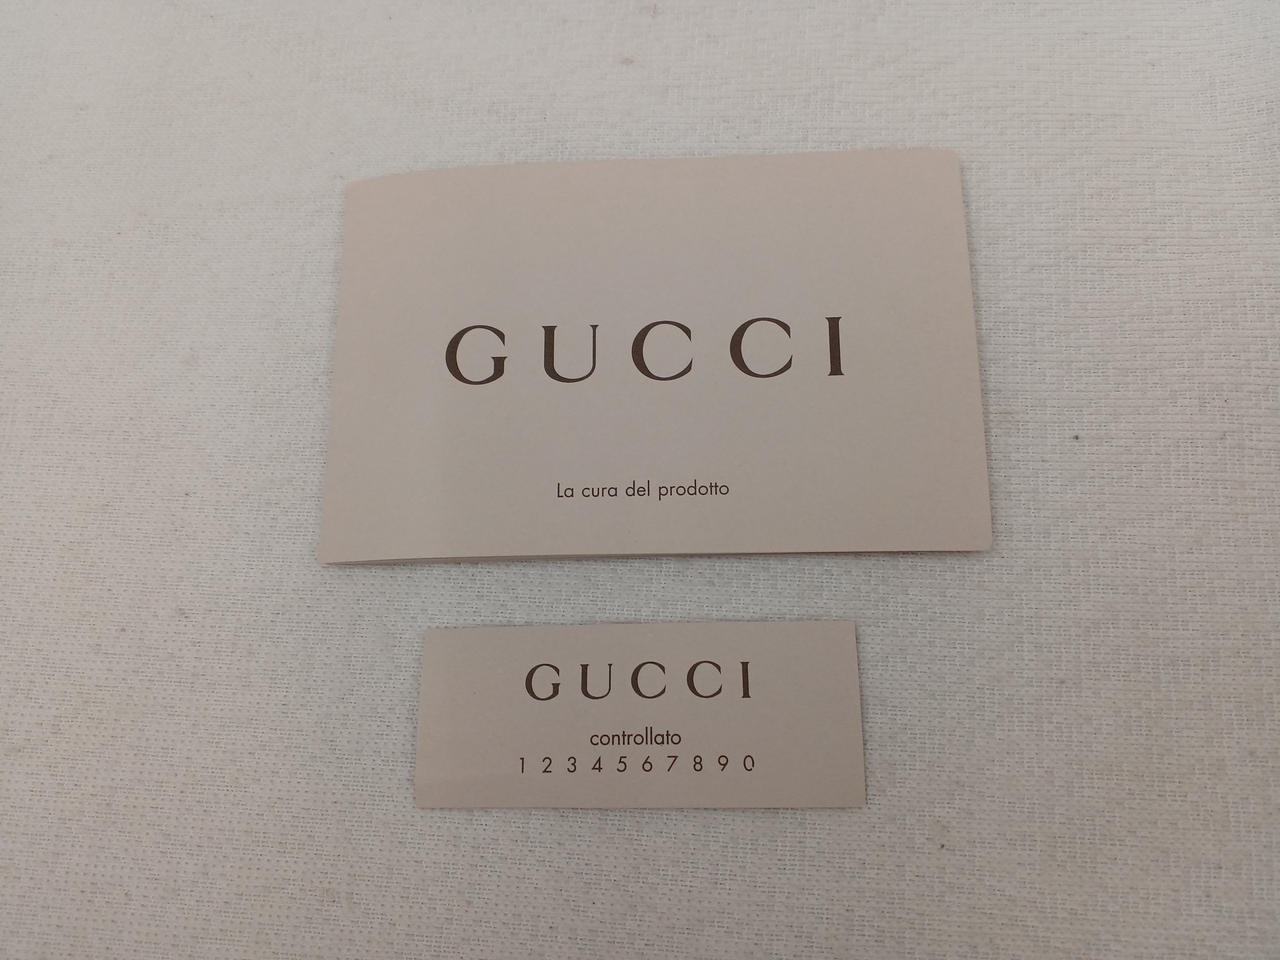 GUCCI
La cura del prodotto
GUCCI
controllato
1 2 3 4 5 6 7 8 9 0